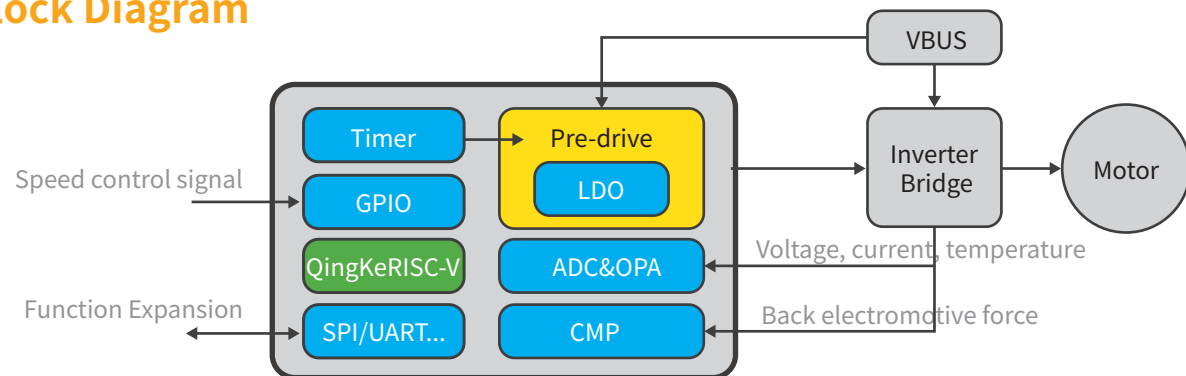 lock Diagram
VBUS
Timer
Pre-drive
Inverter
Bridge
Motor
Speed control signal
GPIO
LDO
QingKeRISC-V
ADC&OPA
Voltage, current, temperature
Function Expansion
SPI/UART...
CMP
Back electromotive force